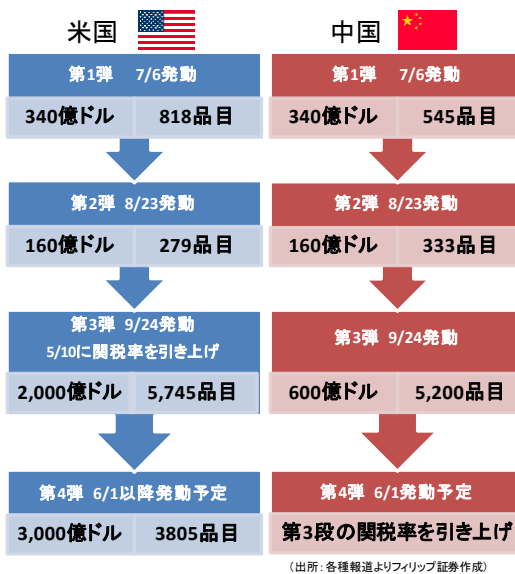 米国
中国
第1弾 7/6発動
340億ドル 818品目
第1弾 7/6発動
340億ドル 545品目
第2弾 8/23発動
160億ドル 279品目
第2弾 8/23発動
160億ドル 333品目
第3弾 9/24発動
5/10に関税率を引き上げ
2,000億ドル 5,745品目
第3弾 9/24発動
600億ドル 5,200品目
第4弾 6/1以降発動予定
3,000億ドル 3805品目
第4弾 6/1発動予定
第3段の関税率を引き上げ
（出所：各種報道よりフィリップ証券作成）